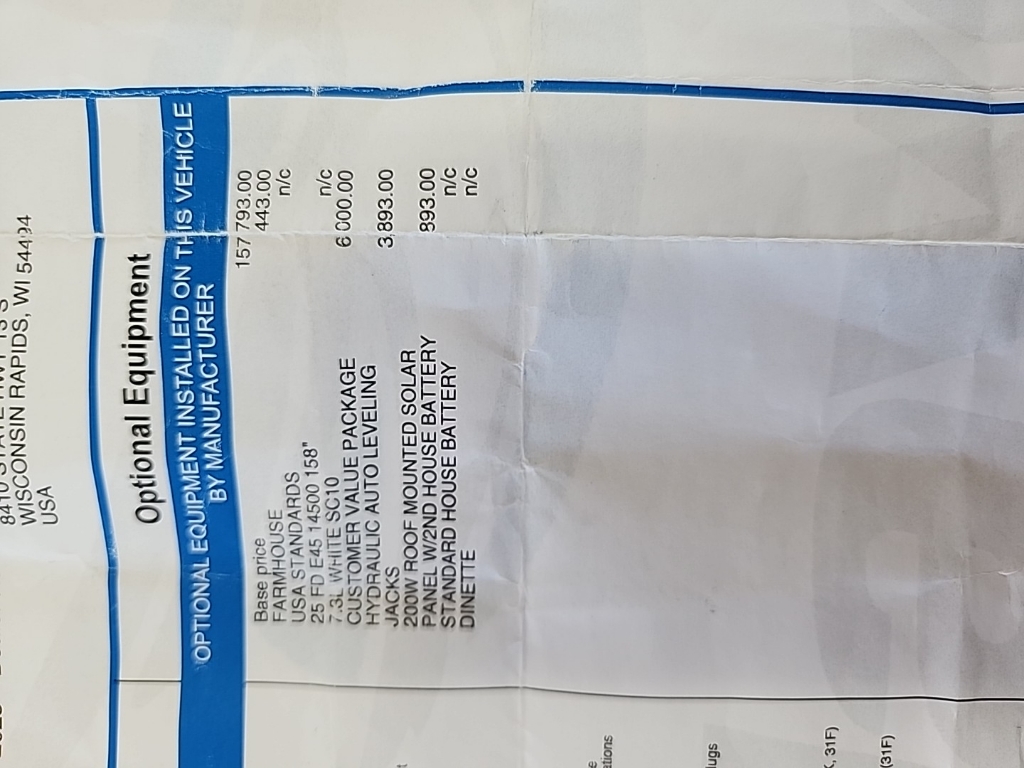 WISCONSIN RAPIDS, WI 54494
USA
Optional Equipment
OPTIONAL EQUIPMENT INSTALLED ON THIS VEHICLE
BY MANUFACTURER
Base price 157 793.00
FARMHOUSE 443.00
USA STANDARDS n/c
25 FD E45 14500 158"
7.3L WHITE SC10 n/c
CUSTOMER VALUE PACKAGE 6 000.00
HYDRAULIC AUTO LEVELING
JACKS 3,893.00
200W ROOF MOUNTED SOLAR
PANEL W/2ND HOUSE BATTERY 893.00
STANDARD HOUSE BATTERY n/c
DINETTE n/c
ations
lugs
, 31F)
(31F)